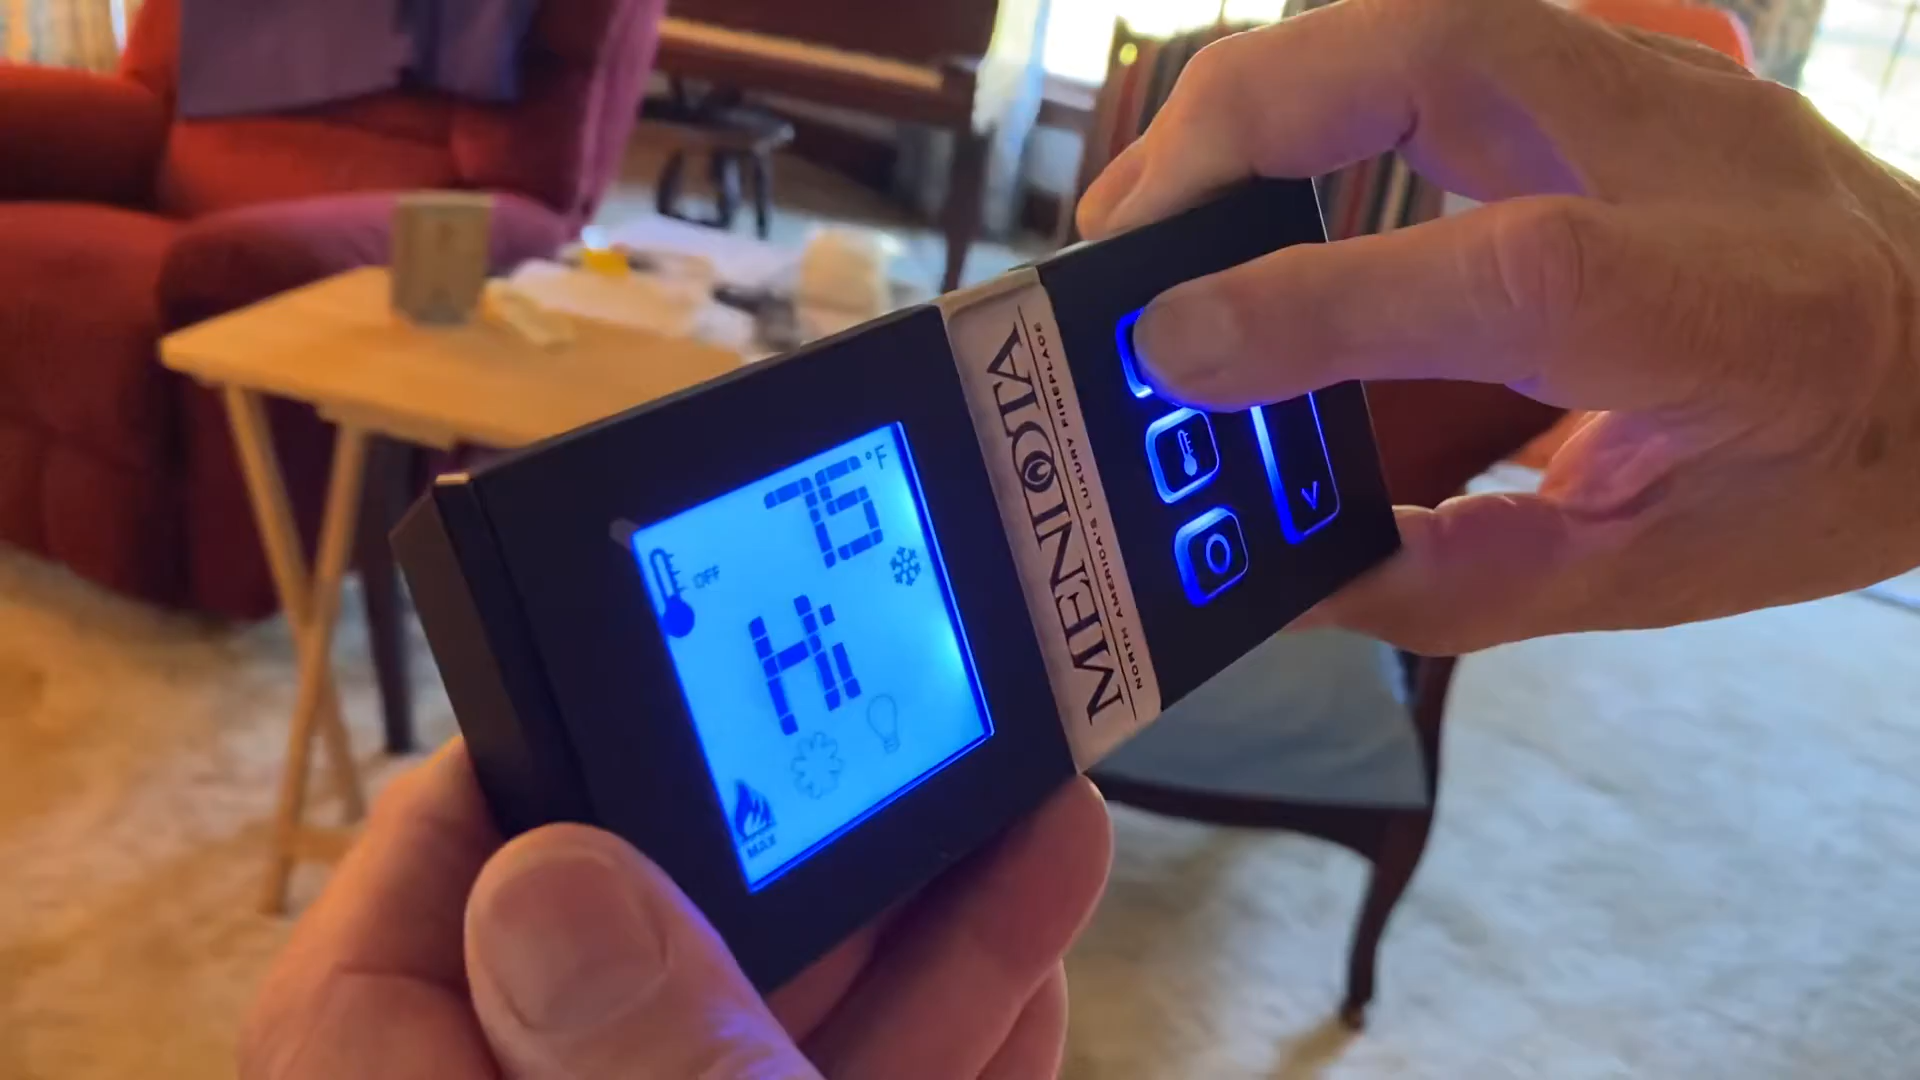 75 °F
OFF
Hi
MAX
MENDOTA
NORTH AMERICA'S LUXURY FIREPLACE